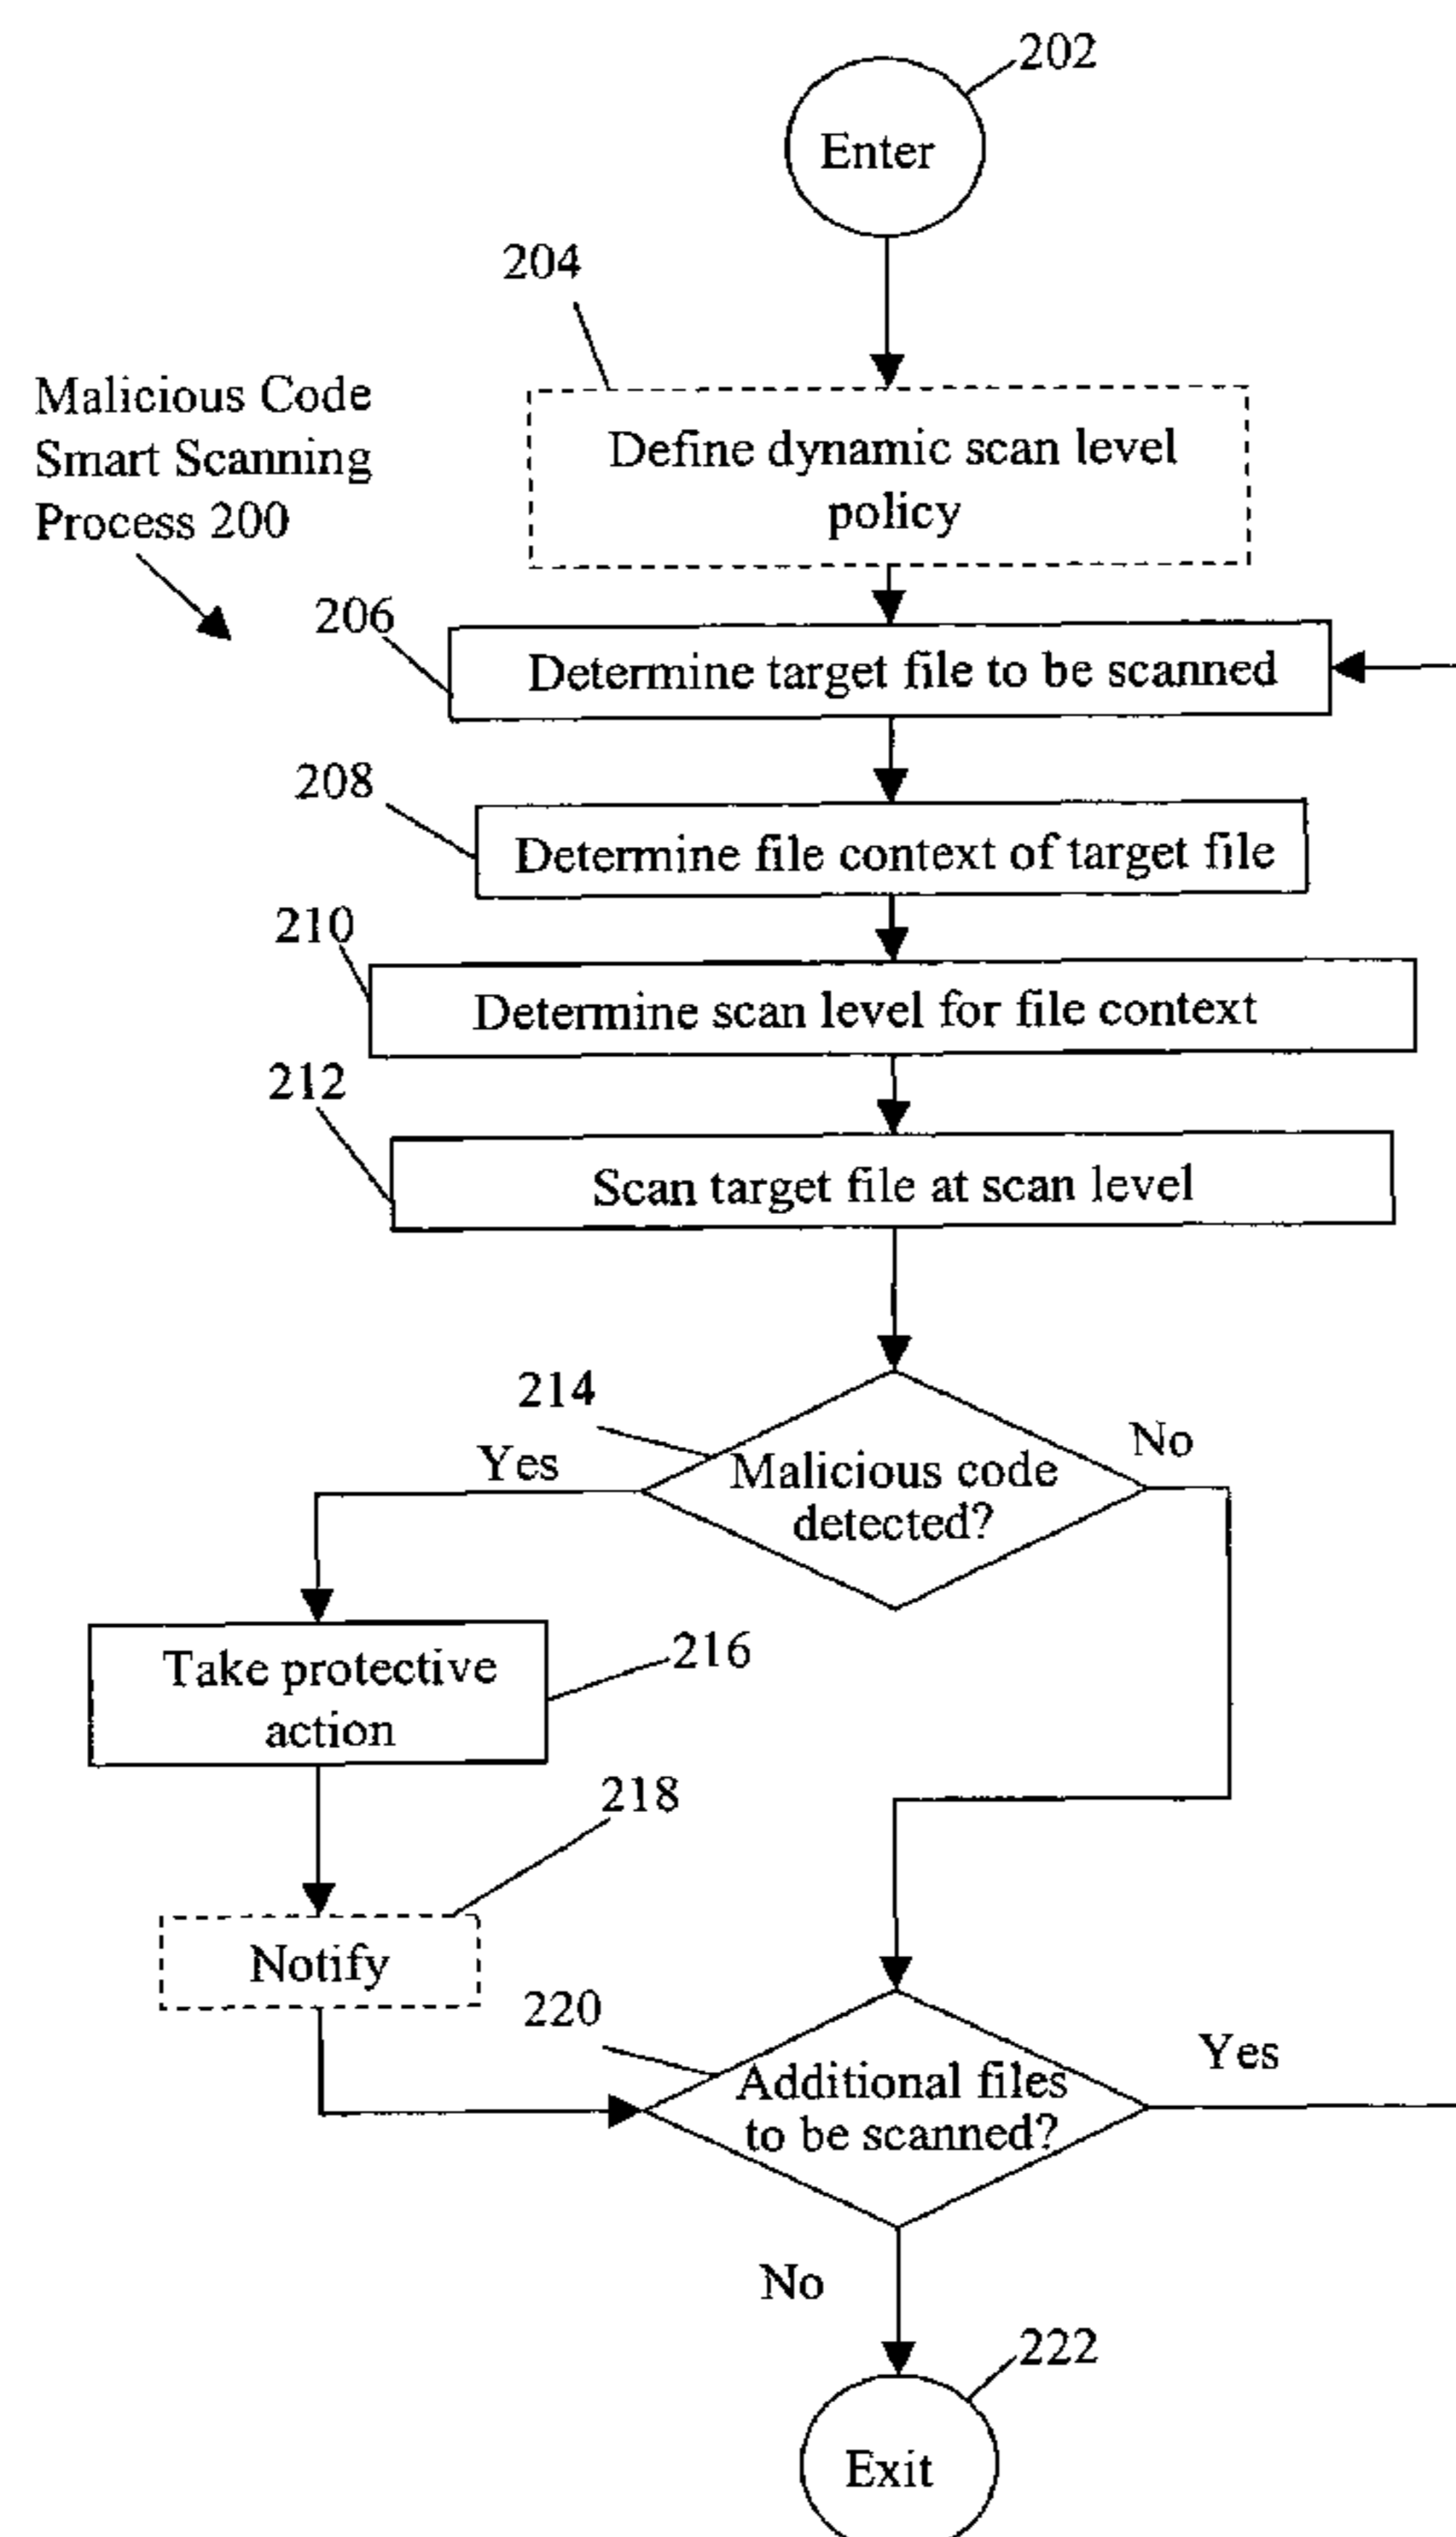 202
Enter
204
Define dynamic scan level
policy
Malicious Code
Smart Scanning
Process 200
206
Determine target file to be scanned
208
Determine file context of target file
210
Determine scan level for file context
212
Scan target file at scan level
214
Yes
No
Malicious code
detected?
Take protective
action
216
218
Notify
220
Yes
Additional files
to be scanned?
No
222
Exit